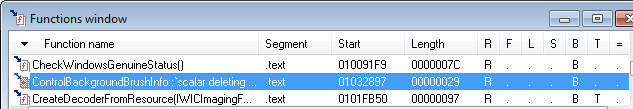 Functions window
Function name Segment Start Length R F L S B T =
CheckWindowsGenuineStatus() .text 010091F9 0000007C R . . . B . .
ControlBackgroundBrushInfo::`scalar deleting ... .text 01032897 00000029 R . . . B . .
CreateDecoderFromResource(IWICImagingF... .text 0101FB50 00000097 R . . . B T .